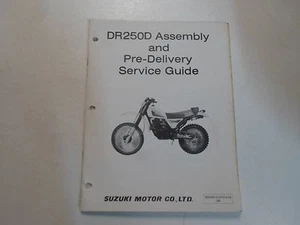 DR250D Assembly
and
Pre-Delivery
Service Guide
SUZUKI MOTOR CO.,LTD.